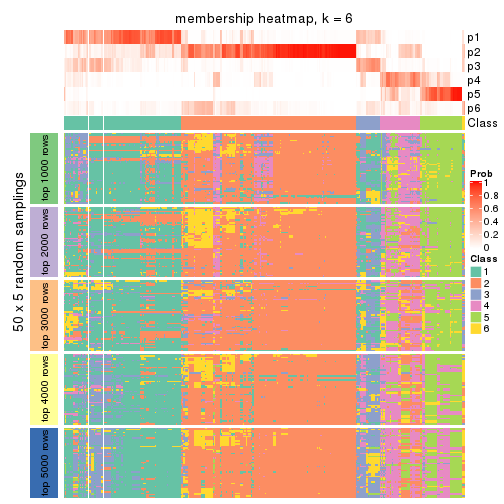 membership heatmap, k = 6
p1
p2
p3
p4
p5
p6
Class
50 x 5 random samplings
top 1000 rows
top 2000 rows
top 3000 rows
top 4000 rows
top 5000 rows
Prob
1
0.8
0.6
0.4
0.2
0
Class
1
2
3
4
5
6